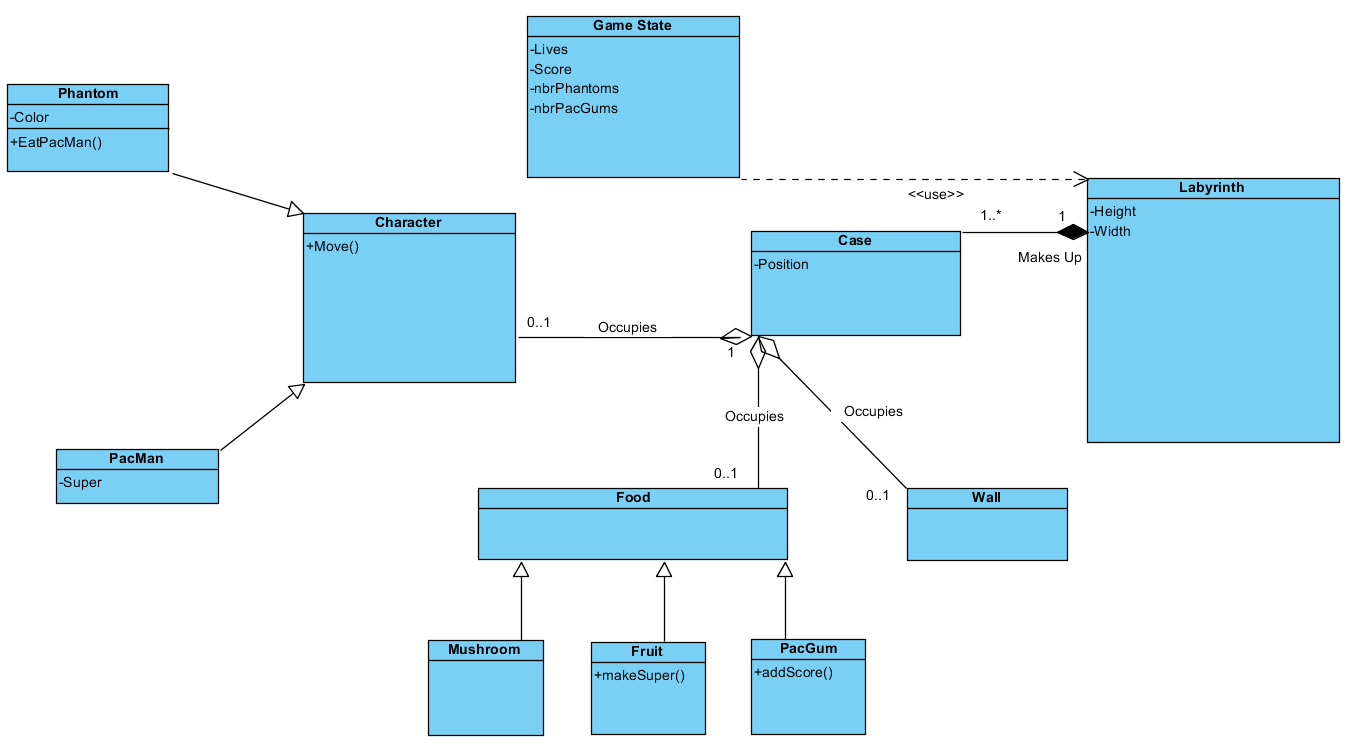 Game State
-Lives
-Score
-nbrPhantoms
-nbrPacGums
Phantom
-Color
+EatPacMan()
Character
+Move()
PacMan
-Super
<<use>>
Labyrinth
-Height
-Width
1..*
1
Makes Up
Case
-Position
0..1
Occupies
1
Occupies
0..1
Occupies
0..1
Food
Wall
Mushroom
Fruit
+makeSuper()
PacGum
+addScore()